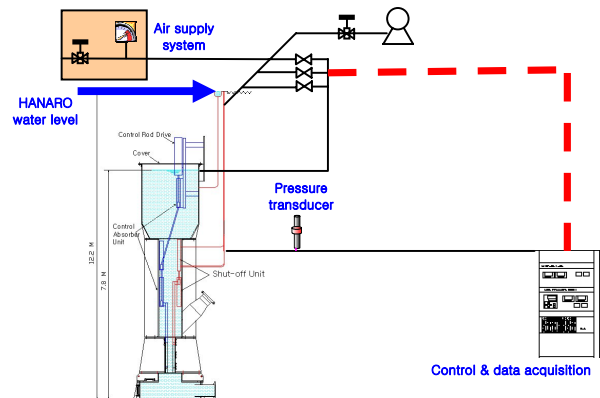 Air supply
system
HANARO
water level
Control Rod Drive
Cover
Pressure
transducer
Control
Absorber
Unit
Shut-off Unit
12.2 M
7.8 M
Control & data acquisition